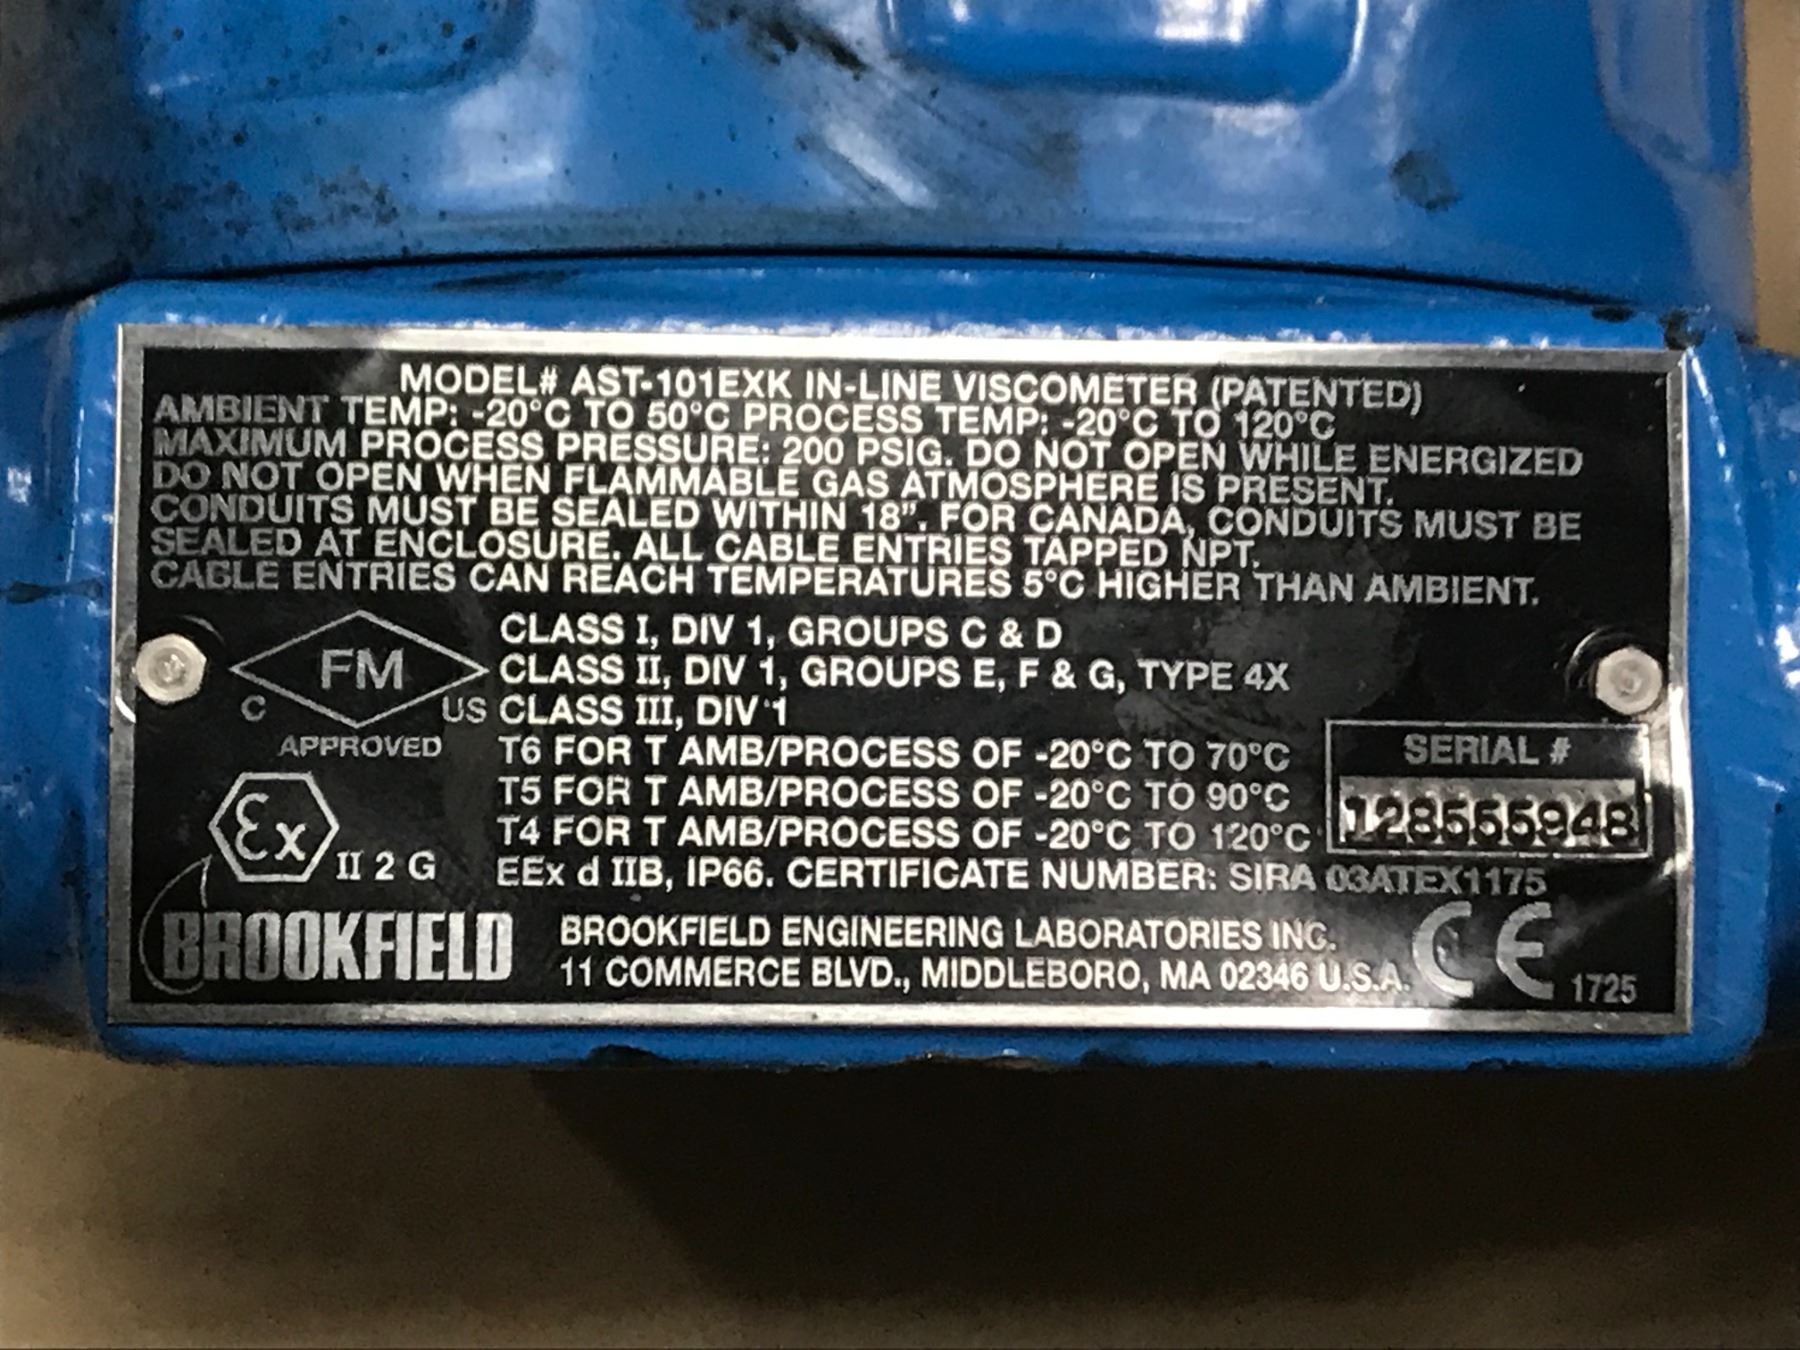 MODEL# AST-101EXK IN-LINE VISCOMETER (PATENTED)
AMBIENT TEMP: -20°C TO 50°C PROCESS TEMP: -20°C TO 120°C
MAXIMUM PROCESS PRESSURE: 200 PSIG. DO NOT OPEN WHILE ENERGIZED
DO NOT OPEN WHEN FLAMMABLE GAS ATMOSPHERE IS PRESENT.
CONDUITS MUST BE SEALED WITHIN 18”. FOR CANADA, CONDUITS MUST BE
SEALED AT ENCLOSURE. ALL CABLE ENTRIES TAPPED NPT.
CABLE ENTRIES CAN REACH TEMPERATURES 5°C HIGHER THAN AMBIENT.
CLASS I, DIV 1, GROUPS C & D
FM CLASS II, DIV 1, GROUPS E, F & G, TYPE 4X
C US CLASS III, DIV 1
APPROVED T6 FOR T AMB/PROCESS OF -20°C TO 70°C
SERIAL #
T5 FOR T AMB/PROCESS OF -20°C TO 90°C
128555948
Ex T4 FOR T AMB/PROCESS OF -20°C TO 120°C
II 2 G EEx d IIB, IP66. CERTIFICATE NUMBER: SIRA 03ATEX1175
BROOKFIELD
BROOKFIELD ENGINEERING LABORATORIES INC.
11 COMMERCE BLVD., MIDDLEBORO, MA 02346 U.S.A.
CE 1725